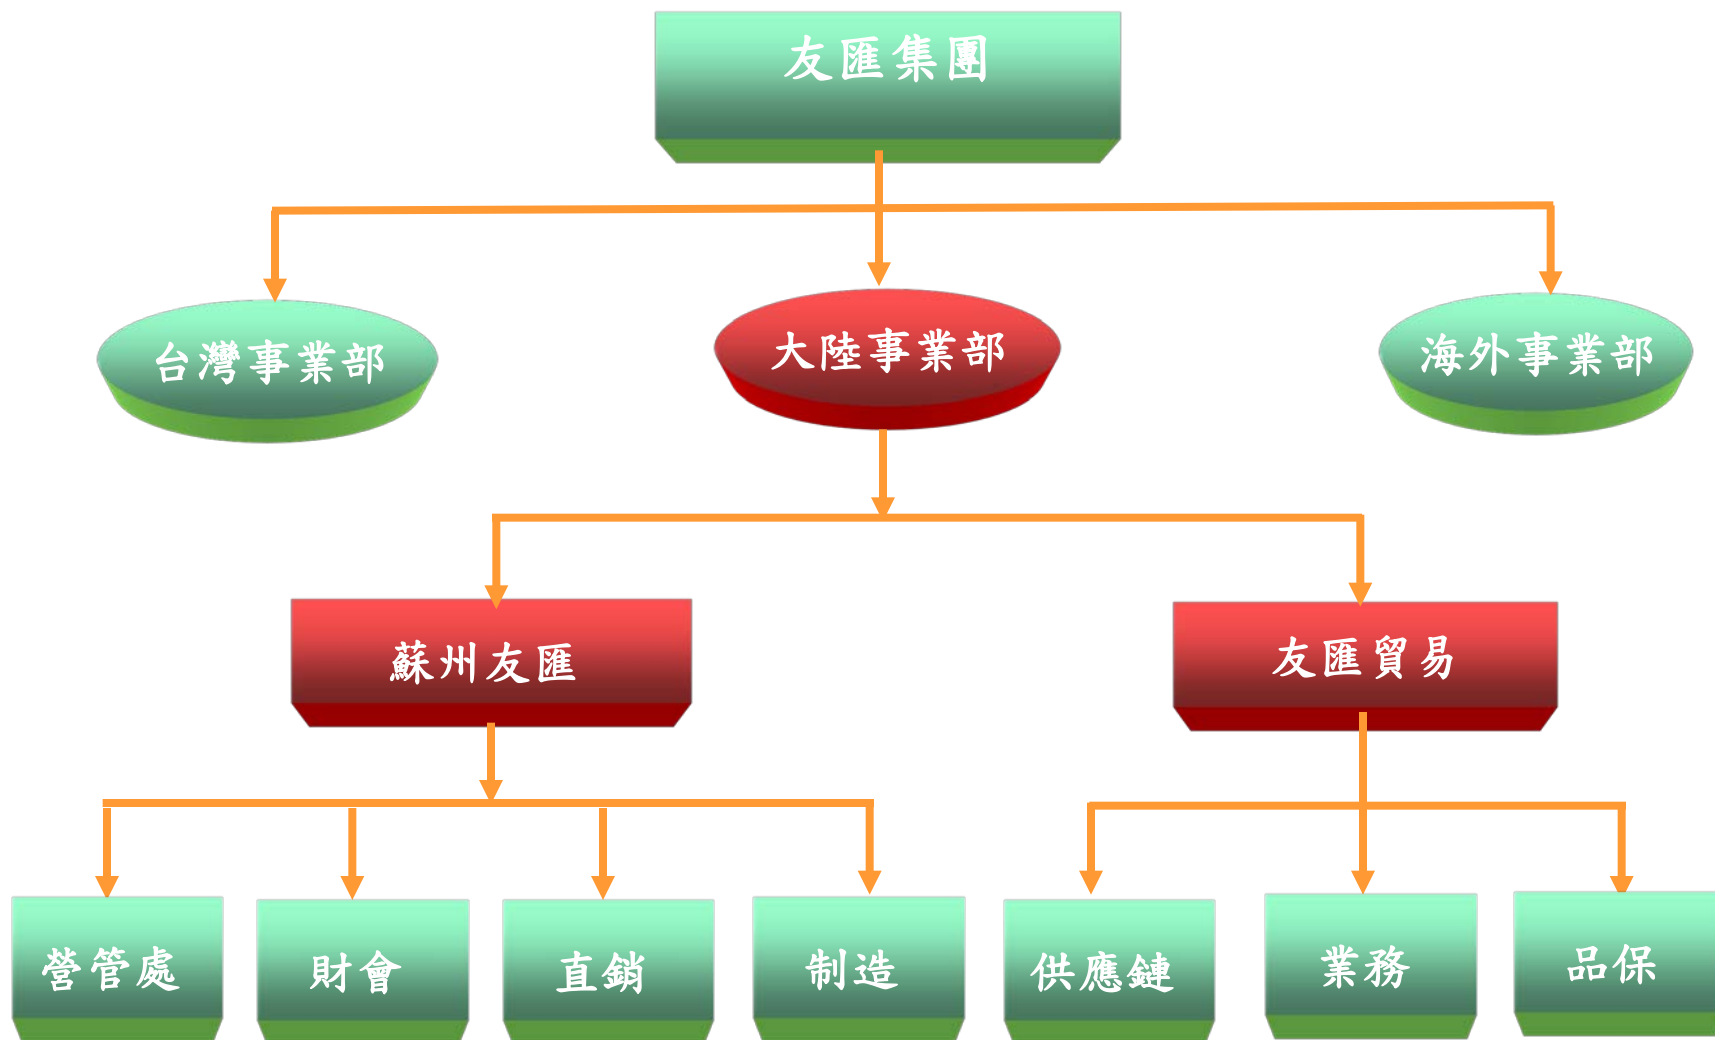 友匯集團
台灣事業部
大陸事業部
海外事業部
蘇州友匯
友匯貿易
營管處
財會
直銷
制造
供應鏈
業務
品保